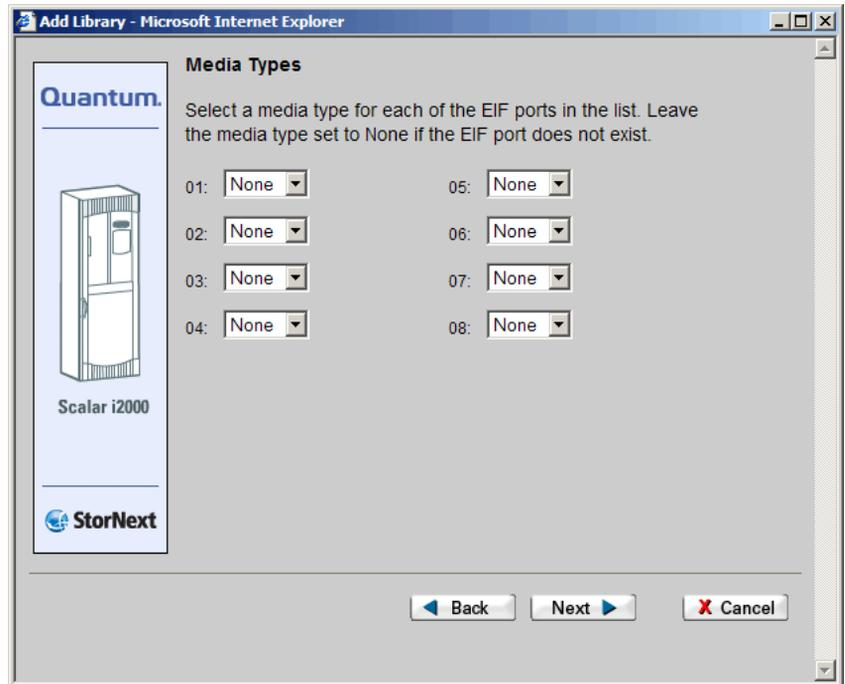 Add Library - Microsoft Internet Explorer
Quantum.
Media Types
Select a media type for each of the EIF ports in the list. Leave
the media type set to None if the EIF port does not exist.
01: None
05: None
02: None
06: None
03: None
07: None
04: None
08: None
Scalar i2000
StorNext
Back
Next
X Cancel